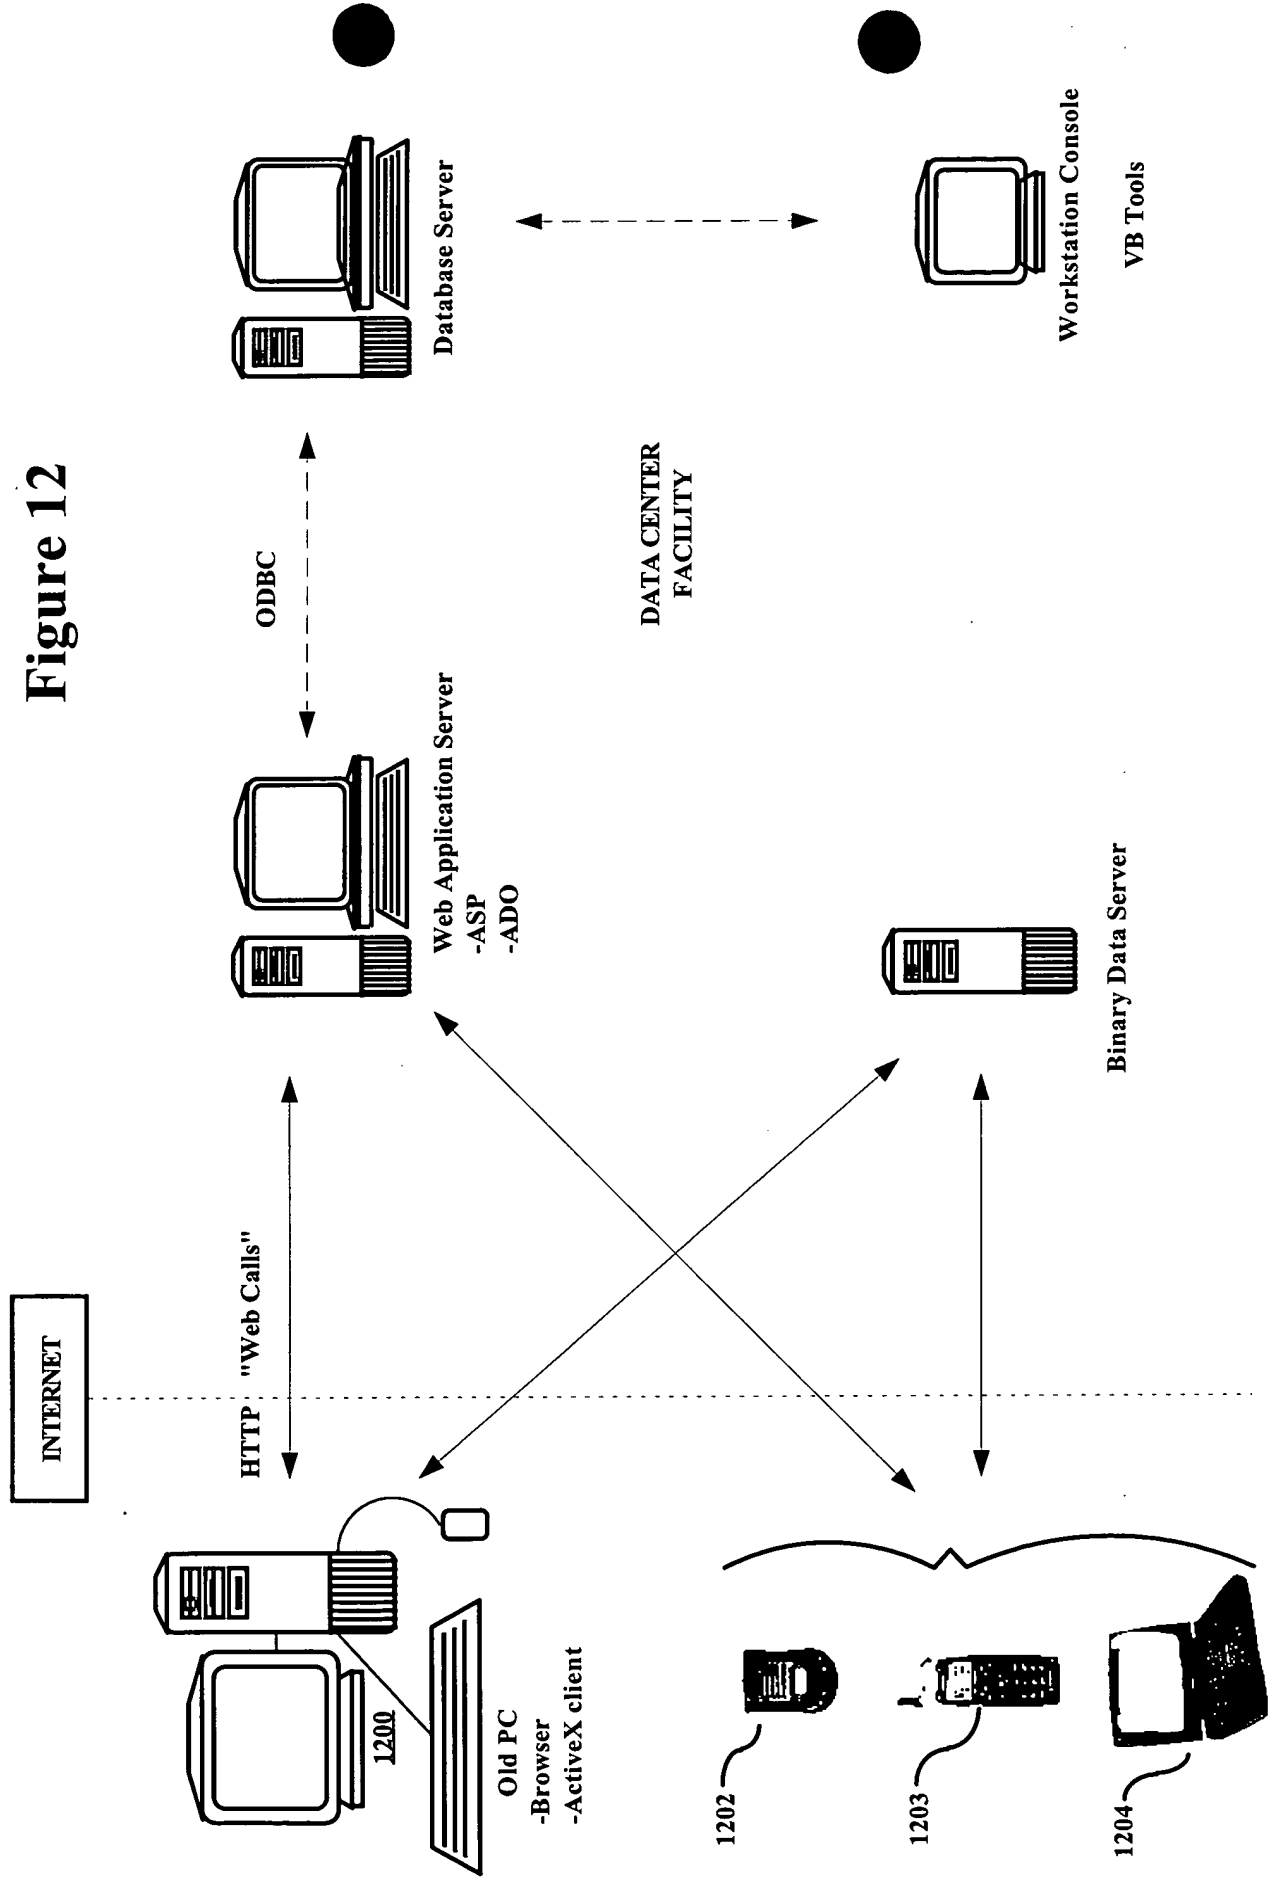 Figure 12
INTERNET
HTTP "Web Calls"
ODBC
1200
Old PC
-Browser
-ActiveX client
Web Application Server
-ASP
-ADO
Database Server
DATA CENTER
FACILITY
1202
1203
1204
Binary Data Server
Workstation Console
VB Tools